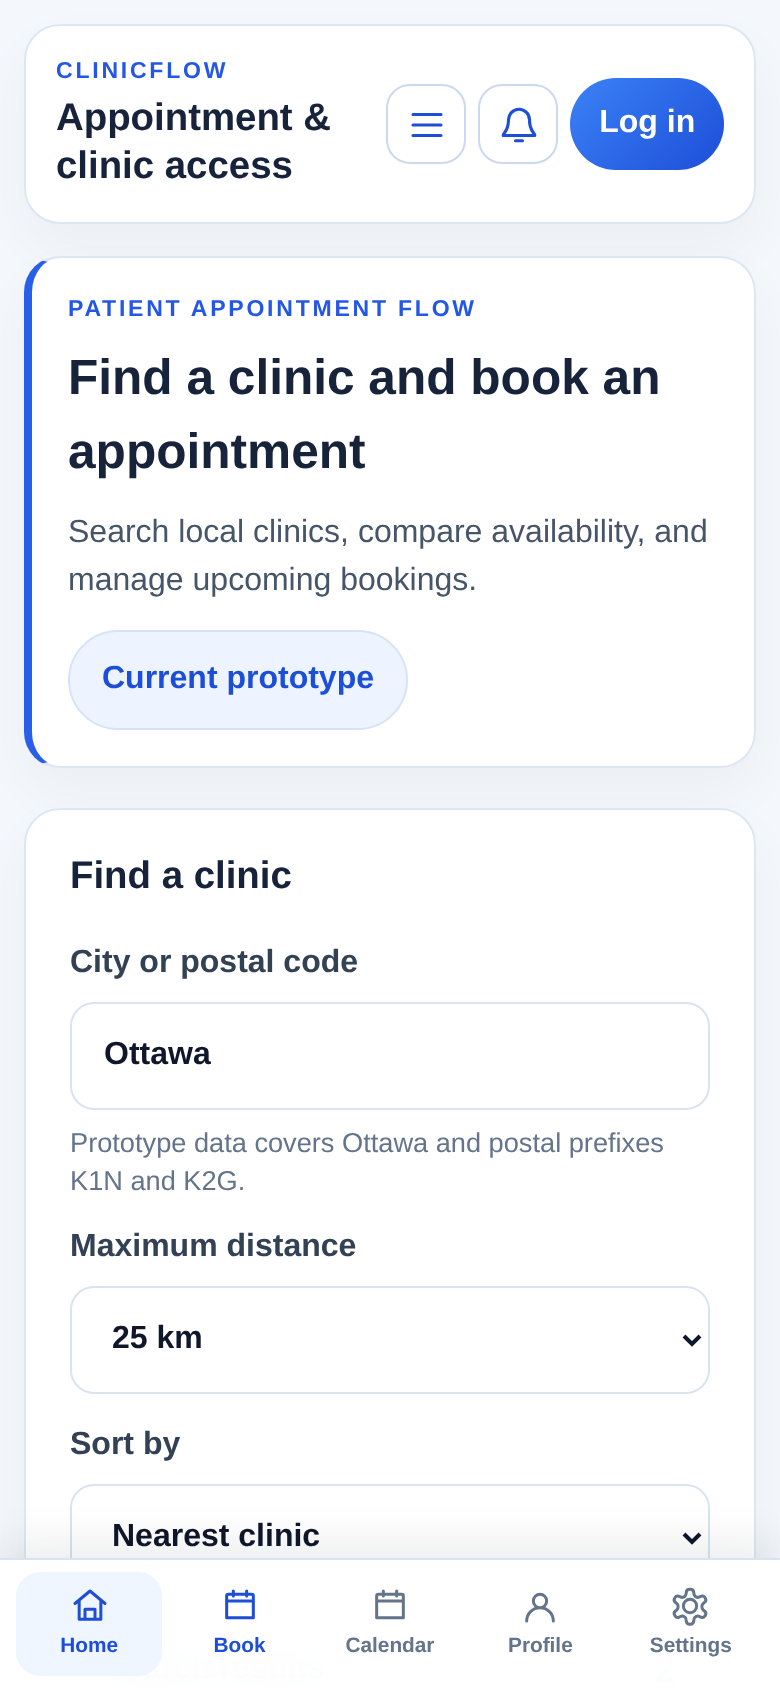 CLINICFLOW
Appointment &
clinic access
Log in
PATIENT APPOINTMENT FLOW
Find a clinic and book an
appointment
Search local clinics, compare availability, and
manage upcoming bookings.
Current prototype
Find a clinic
City or postal code
Ottawa
Prototype data covers Ottawa and postal prefixes
K1N and K2G.
Maximum distance
25 km
Sort by
Nearest clinic
Home
Book
Calendar
Profile
Settings